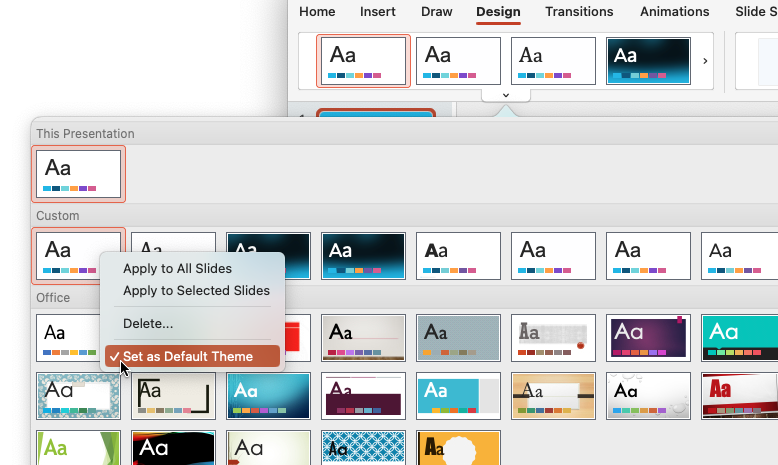 Home Insert Draw Design Transitions Animations Slide S
Aa Aa Aa Aa
This Presentation
Aa
Custom
Aa Aa Aa Aa Aa Aa Aa Aa
Apply to All Slides
Apply to Selected Slides
Office
Delete...
Aa Aa Aa Aa Aa Aa
Set as Default Theme
Aa Aa Aa Aa Aa Aa Aa Aa
Aa Aa Aa Aa Aa